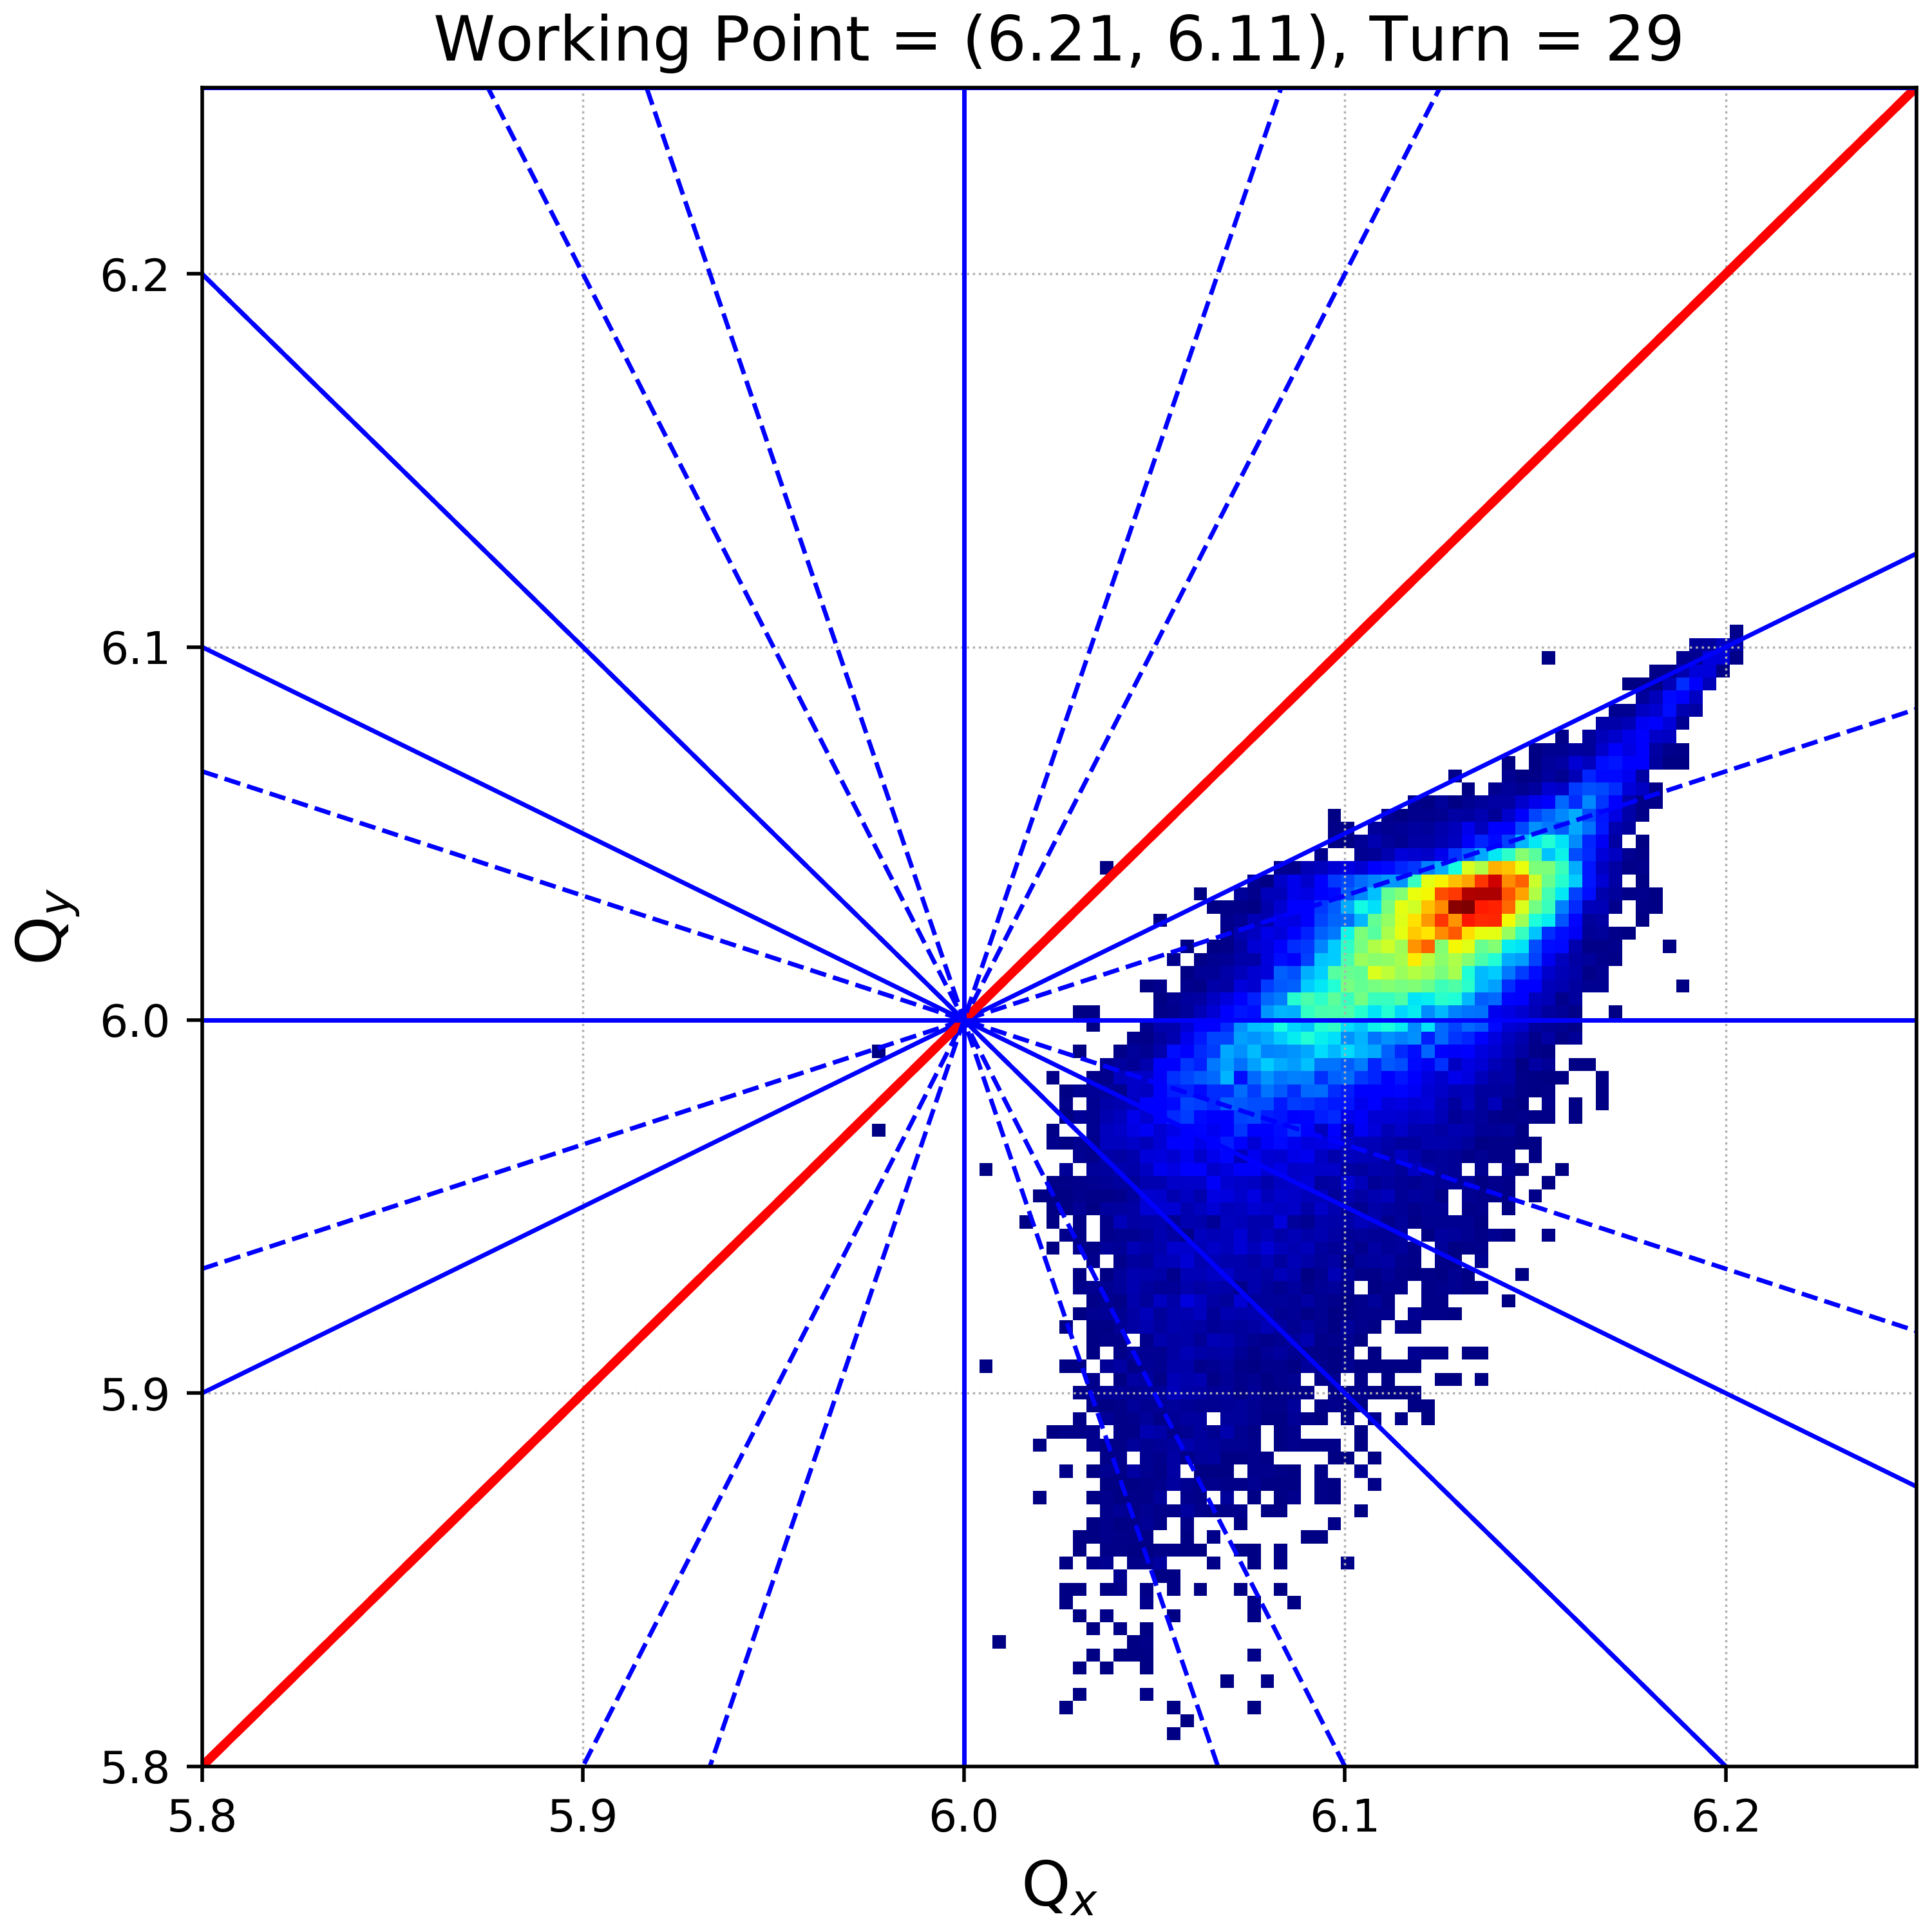 Working Point = (6.21, 6.11), Turn = 29
6.2
6.1
6.0
5.9
5.8
Qy
5.8 5.9 6.0 6.1 6.2
Qx